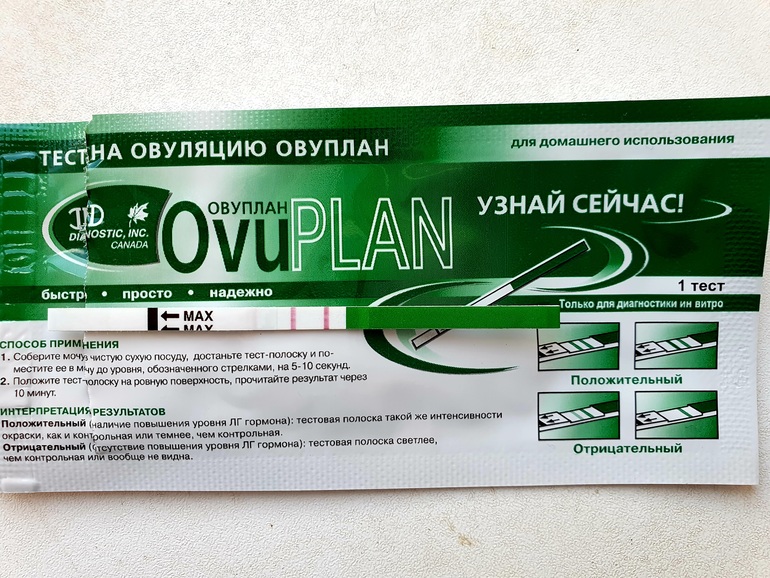 ТЕСТ НА ОВУЛЯЦИЮ ОВУПЛАН
для домашнего использования
ОВУПЛАН
УЗНАЙ СЕЙЧАС!
OvuPLAN
DIAGNOSTIC, INC.
CANADA
быстро • просто • надежно
1 тест
Только для диагностики ин витро
MAX
MAX
СПОСОБ ПРИМЕНЕНИЯ
1. Соберите мочу в чистую сухую посуду, достаньте тест-полоску и по-
местите ее в мочу до уровня, обозначенного стрелками, на 5-10 секунд.
2. Положите тест-полоску на ровную поверхность, прочитайте результат через
10 минут.
Положительный
ИНТЕРПРЕТАЦИЯ РЕЗУЛЬТАТОВ
Положительный (наличие повышения уровня ЛГ гормона): тестовая полоска такой же интенсивности
окраски, как и контрольная или темнее, чем контрольная.
Отрицательный (отсутствие повышения уровня ЛГ гормона): тестовая полоска светлее,
чем контрольная или вообще не видна.
Отрицательный